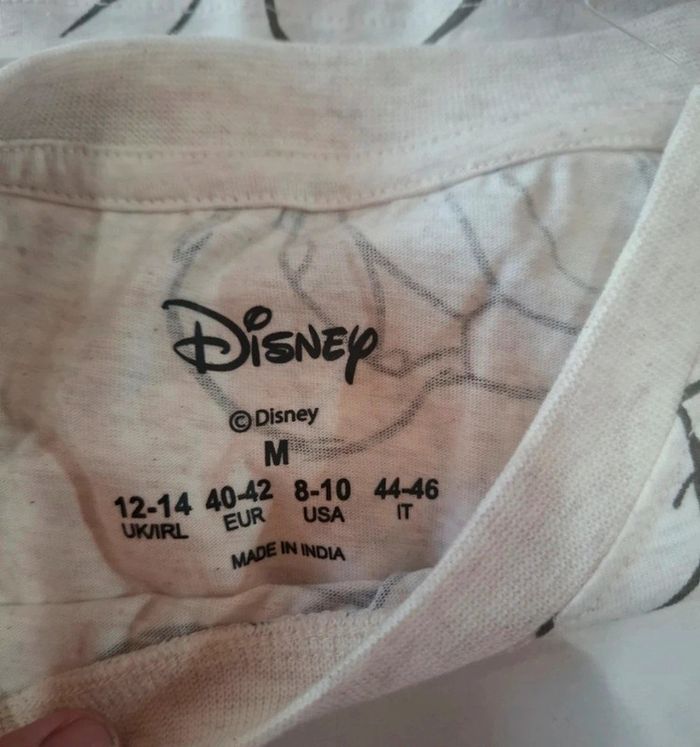 Disney
© Disney
M
12-14 40-42 8-10 44-46
UK/IRL EUR USA IT
MADE IN INDIA